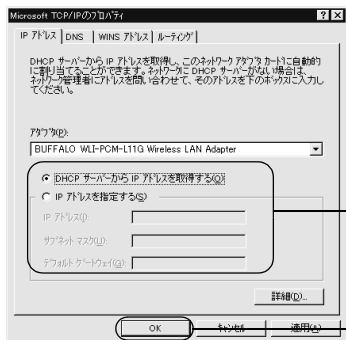 Microsoft TCP/IPのﾌﾟﾛﾊﾟﾃｨ
IP ｱﾄﾞﾚｽ DNS WINS ｱﾄﾞﾚｽ ﾙｰﾃｨﾝｸﾞ
DHCP ｻｰﾊﾞｰから IP ｱﾄﾞﾚｽを取得し、このﾈｯﾄﾜｰｸ ｱﾀﾞﾌﾟﾀ ｶｰﾄﾞに自動的
に割り当てることができます。ﾈｯﾄﾜｰｸに DHCP ｻｰﾊﾞｰがない場合は、
ﾈｯﾄﾜｰｸ管理者にｱﾄﾞﾚｽを問い合わせて、そのｱﾄﾞﾚｽを下のﾎﾞｯｸｽに入力し
てください。
ｱﾀﾞﾌﾟﾀ(P):
BUFFALO WLI-PCM-L11G Wireless LAN Adapter
DHCP ｻｰﾊﾞｰから IP ｱﾄﾞﾚｽを取得する(O)
IP ｱﾄﾞﾚｽを指定する(S)
IP ｱﾄﾞﾚｽ(I):
ｻﾌﾞﾈｯﾄ ﾏｽｸ(U):
ﾃﾞﾌｫﾙﾄ ｹﾞｰﾄｳｪｲ(G):
詳細(D)...
OK ｷｬﾝｾﾙ 適用(A)